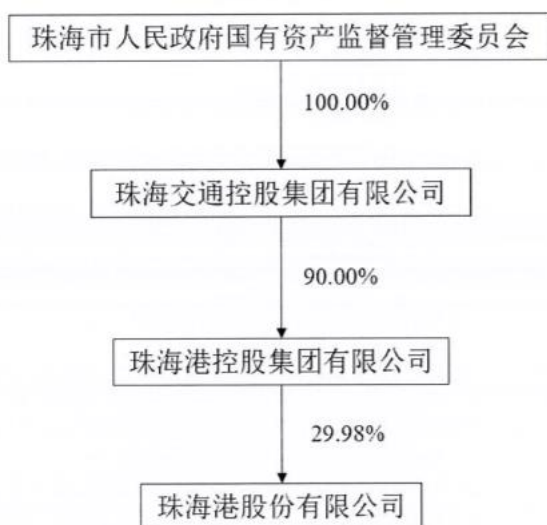 珠海市人民政府国有资产监督管理委员会
100.00%
珠海交通控股集团有限公司
90.00%
珠海港控股集团有限公司
29.98%
珠海港股份有限公司